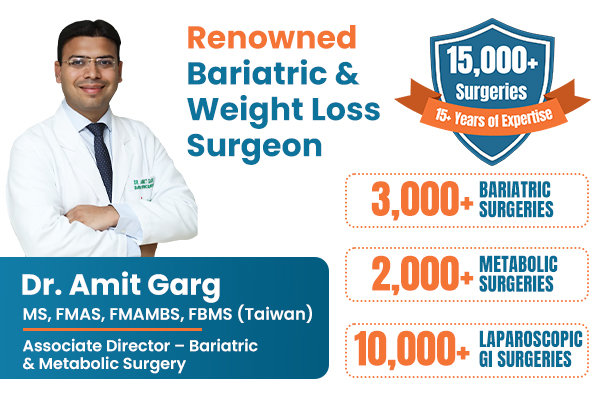 Renowned
Bariatric &
Weight Loss
Surgeon
15,000+
Surgeries
15+ Years of Expertise
3,000+ BARIATRIC
SURGERIES
2,000+ METABOLIC
SURGERIES
10,000+ LAPAROSCOPIC
GI SURGERIES
Dr. Amit Garg
MS, FMAS, FMAMBS, FBMS (Taiwan)
Associate Director – Bariatric
& Metabolic Surgery